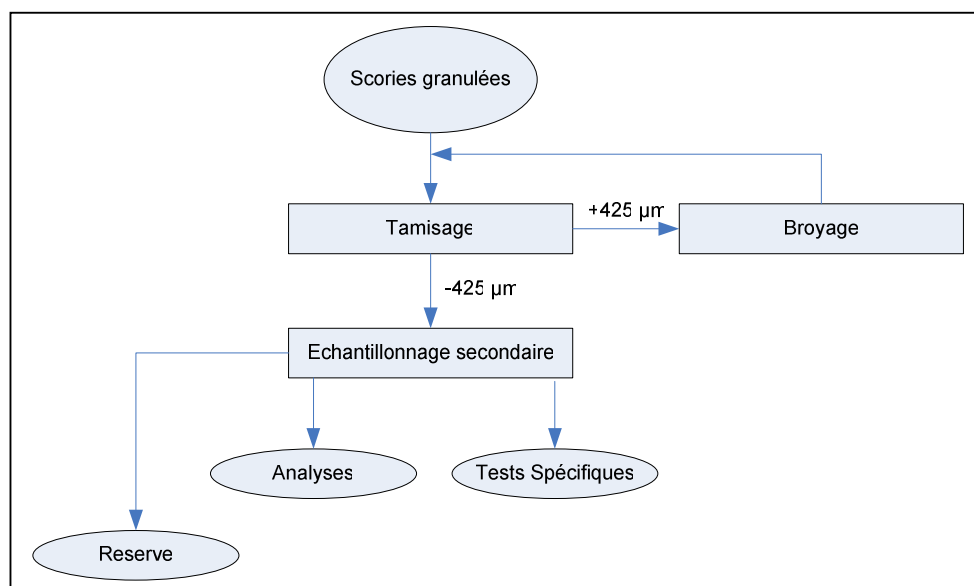 Scories granulées
+425 µm
Tamisage
Broyage
-425 µm
Echantillonnage secondaire
Analyses
Tests Spécifiques
Reserve